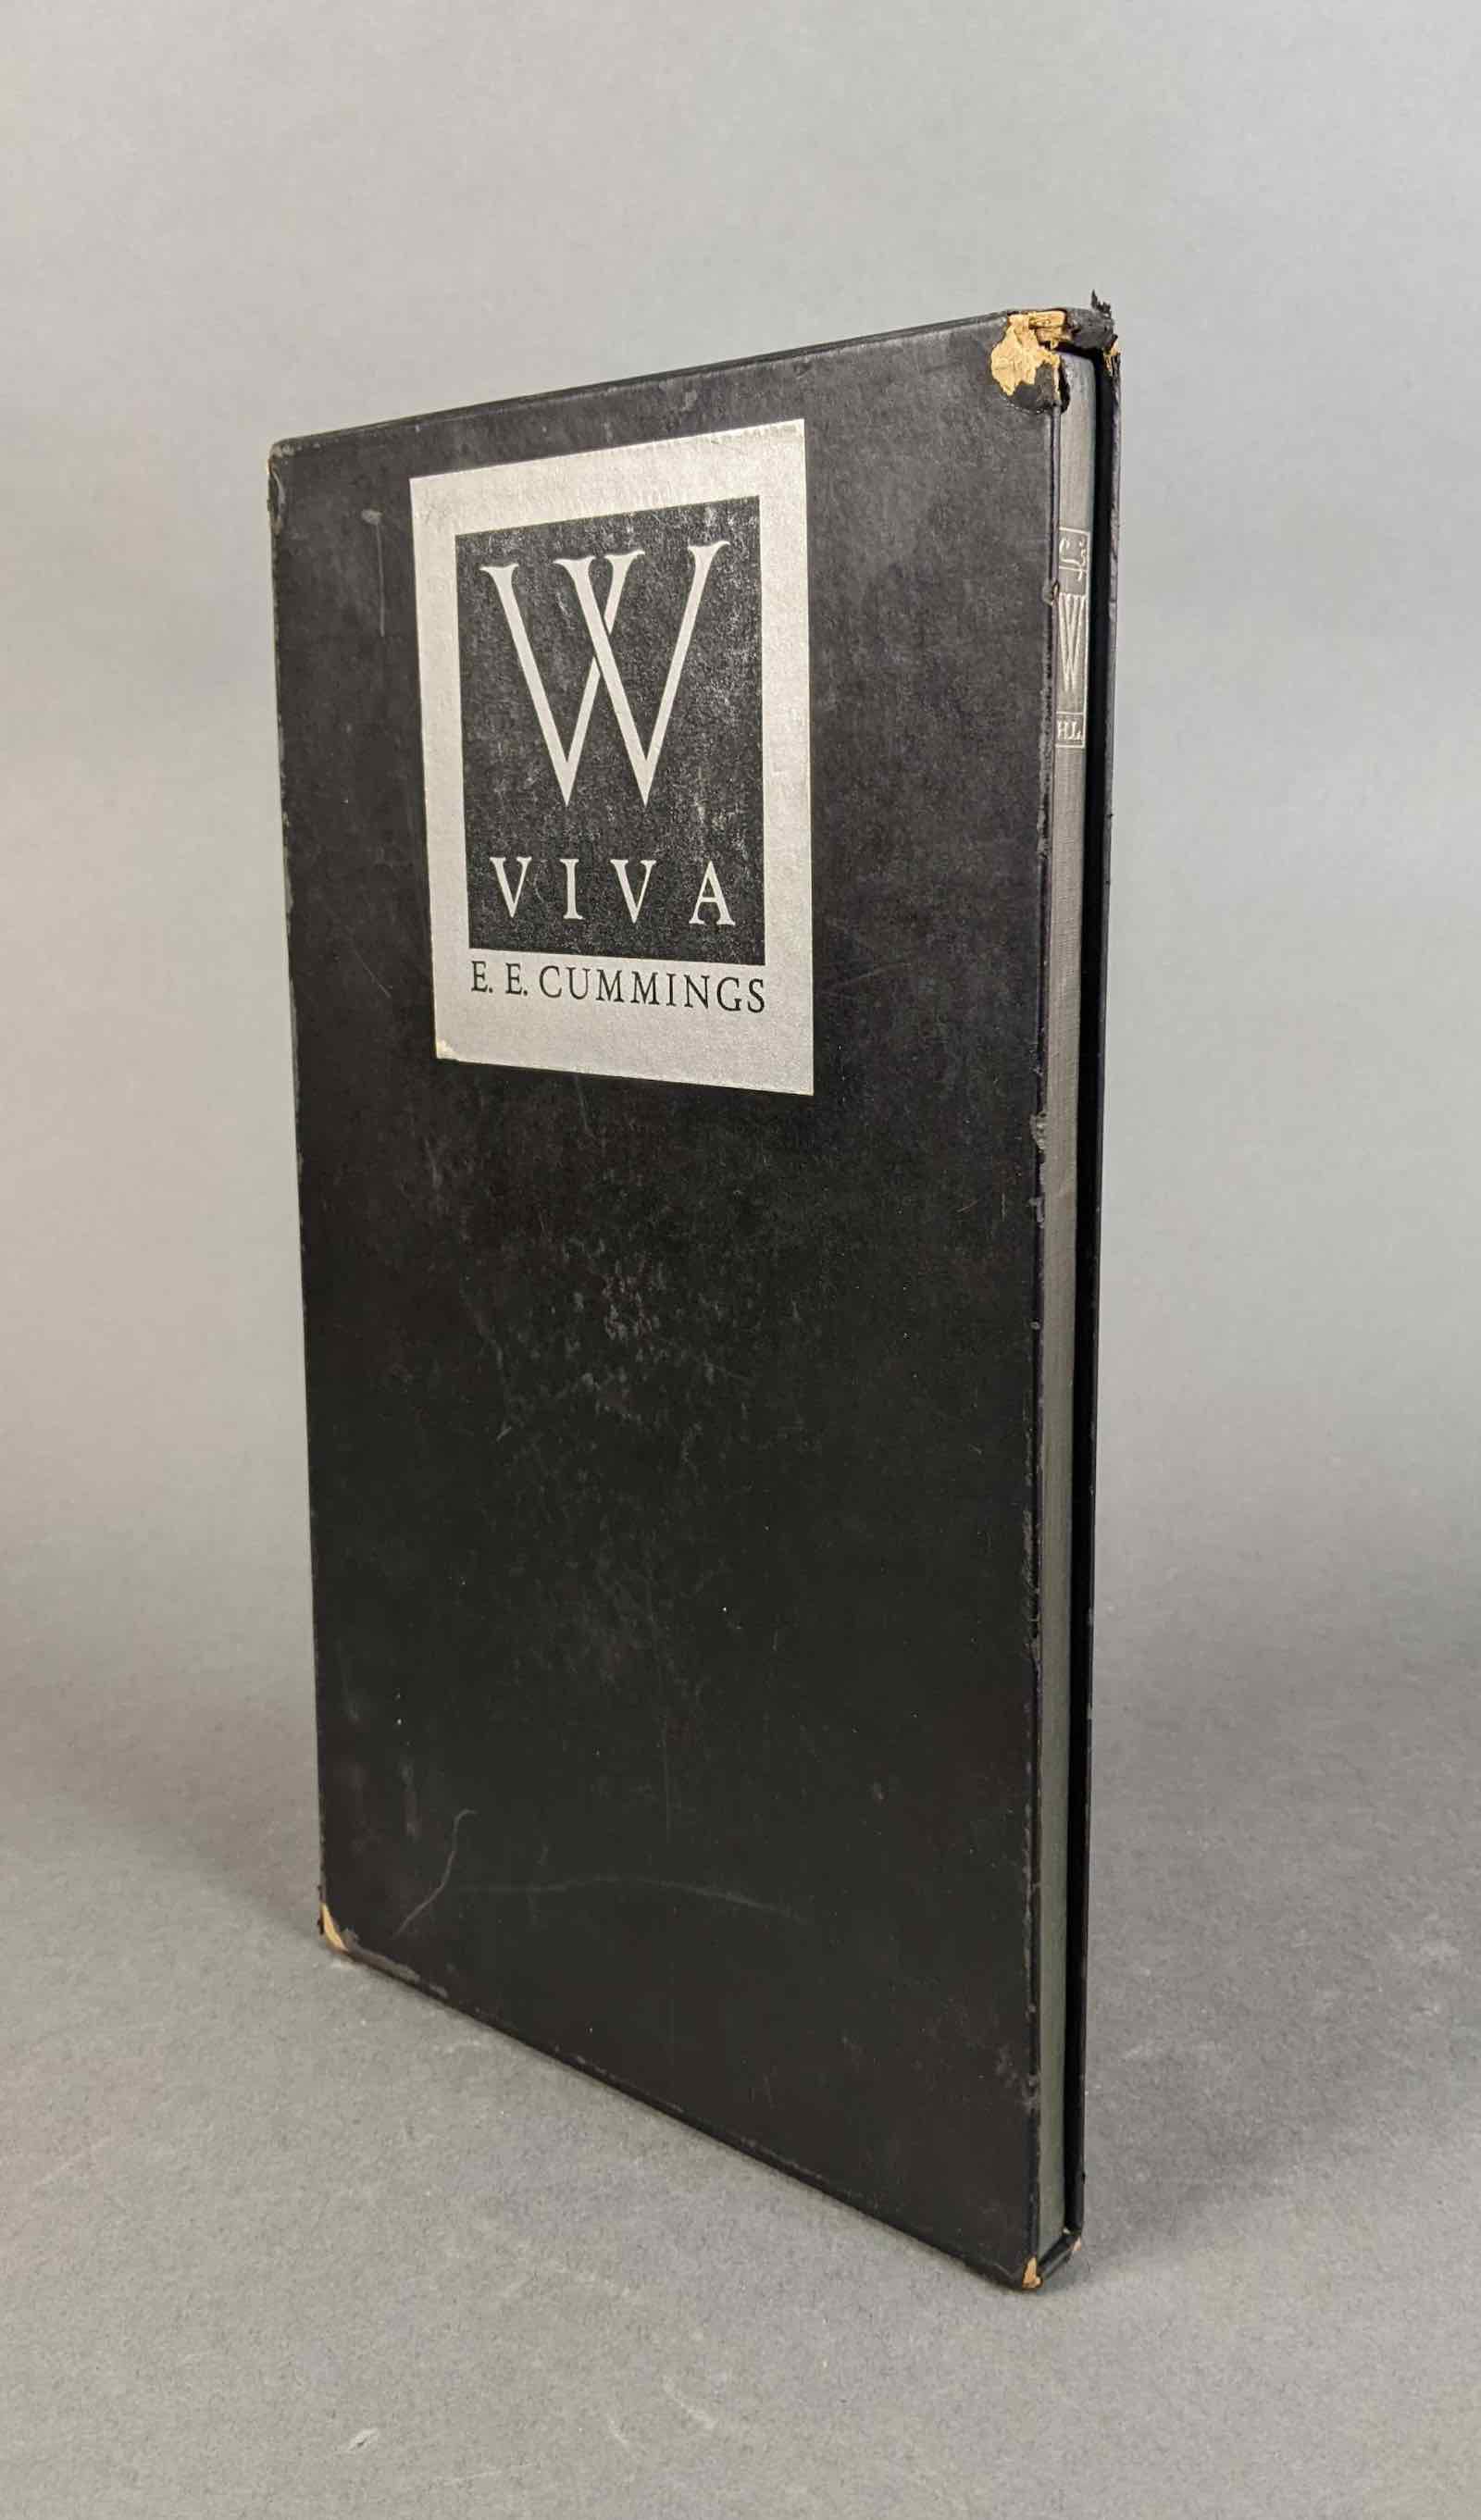 W
VIVA
E. E. CUMMINGS
W
H.L.